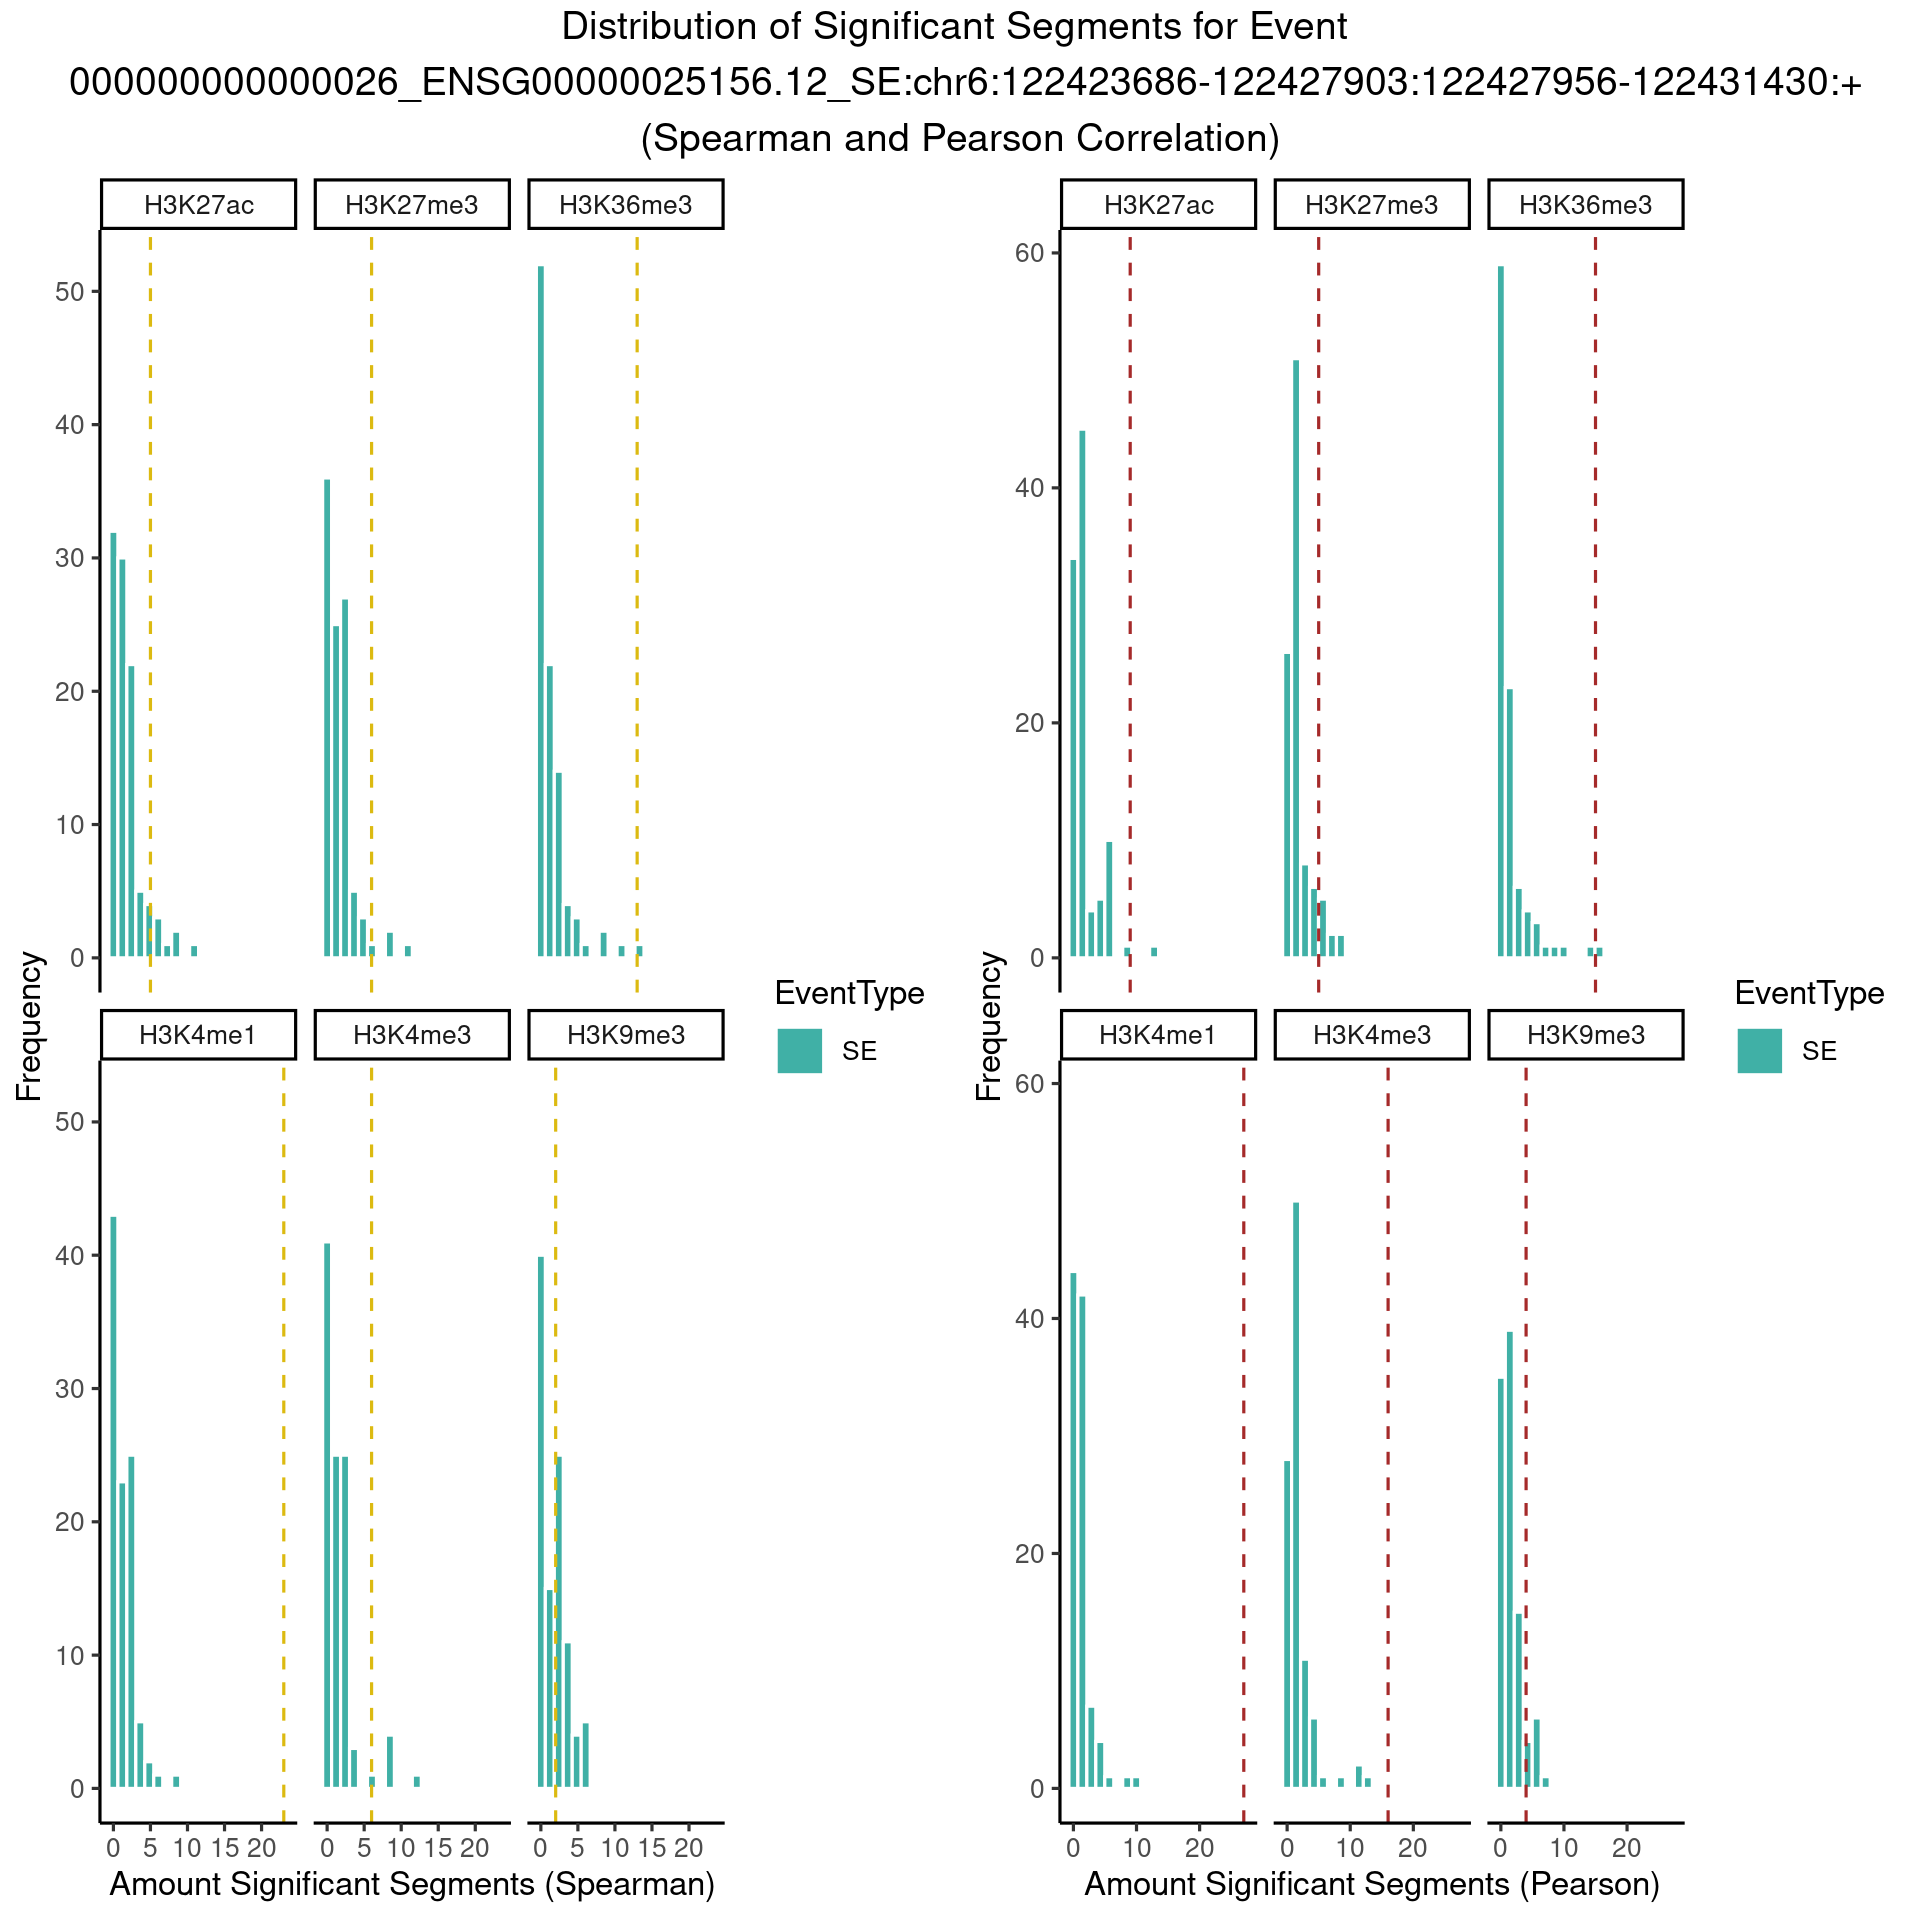 Distribution of Significant Segments for Event
000000000000026_ENSG00000025156.12_SE:chr6:122423686-122427903:122427956-122431430:+
(Spearman and Pearson Correlation)
H3K27ac H3K27me3 H3K36me3
50
40
30
20
10
0
H3K4me1 H3K4me3 H3K9me3
50
40
30
20
10
0
0 5 10 15 20 0 5 10 15 20 0 5 10 15 20
Amount Significant Segments (Spearman)
Frequency
EventType
SE
H3K27ac H3K27me3 H3K36me3
60
40
20
0
H3K4me1 H3K4me3 H3K9me3
60
40
20
0
0 10 20 0 10 20 0 10 20
Amount Significant Segments (Pearson)
Frequency
EventType
SE